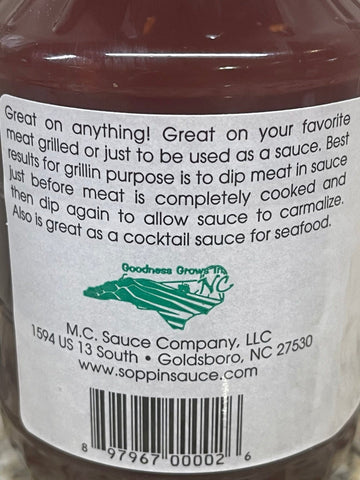 Great on anything! Great on your favorite
meat grilled or just to be used as a sauce. Best
results for grillin purpose is to dip meat in sauce
just before meat is completely cooked and
then dip again to allow sauce to carmalize.
Also is great as a cocktail sauce for seafood.
Goodness Grows In
NC
M.C. Sauce Company, LLC
1594 US 13 South • Goldsboro, NC 27530
www.soppinsauce.com
8 97967 00002 6